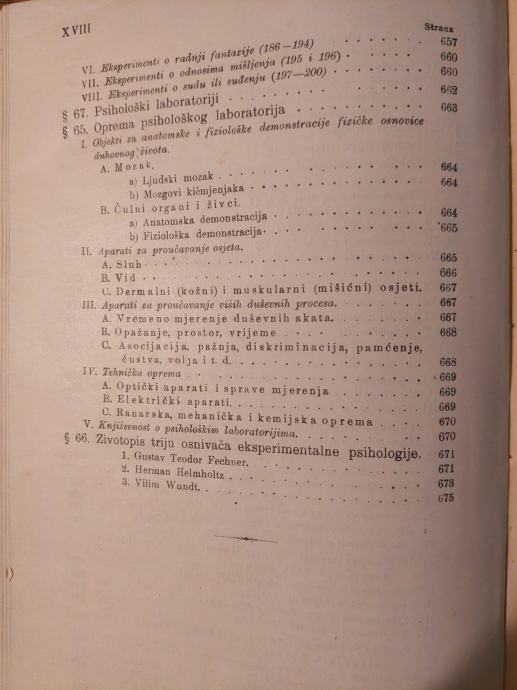 XVIII
Strana
VI. Eksperimenti o radnji fantazije (186—194) . . . . . . . 657
VII. Eksperimenti o odnosima mišljenja (195 i 196) . . . . . . 660
VIII. Eksperimenti o sudu ili suđenju (197—200) . . . . . . . 660
§ 67. Psihološki laboratoriji . . . . . . . . . . . 662
§ 65. Oprema psihološkog laboratorija . . . . . . . . 663
I. Objekti za anatomske i fiziološke demonstracije fizičke osnovice
duhovnog života.
A. Mozak.
a) Ljudski mozak . . . . . . . . . . . . 664
b) Mozgovi kičmjenjaka . . . . . . . . . . 664
B. Čulni organi i živci.
a) Anatomska demonstracija . . . . . . . . . 664
b) Fiziološka demonstracija . . . . . . . . . 665
II. Aparati za proučavanje osjeta.
A. Sluh . . . . . . . . . . . . . . . 665
B. Vid . . . . . . . . . . . . . . . 666
C. Dermalni (kožni) i muskularni (mišićni) osjeti. 667
III. Aparati za proučavanje viših duševnih procesa. . . . . . 667
A. Vremeno mjerenje duševnih akata. . . . . . . 667
B. Opažanje, prostor, vrijeme . . . . . . . . . 668
C. Asocijacija, pažnja, diskriminacija, pamćenje,
čustva, volja i t. d. . . . . . . . . . . . 668
IV. Tehnička oprema . . . . . . . . . . . . . 669
A. Optički aparati i sprave mjerenja . . . . . . 669
B. Električki aparati. . . . . . . . . . . . 669
C. Ranarska, mehanička i kemijska oprema . . . . 670
V. Književnost o psihološkim laboratorijima. . . . . . . . 670
§ 66. Zivotopis triju osnivača eksperimentalne psihologije. 671
1. Gustav Teodor Fechner. . . . . . . . . . . 671
2. Herman Helmholtz . . . . . . . . . . . . 673
3. Vilim Wundt. . . . . . . . . . . . . . 675